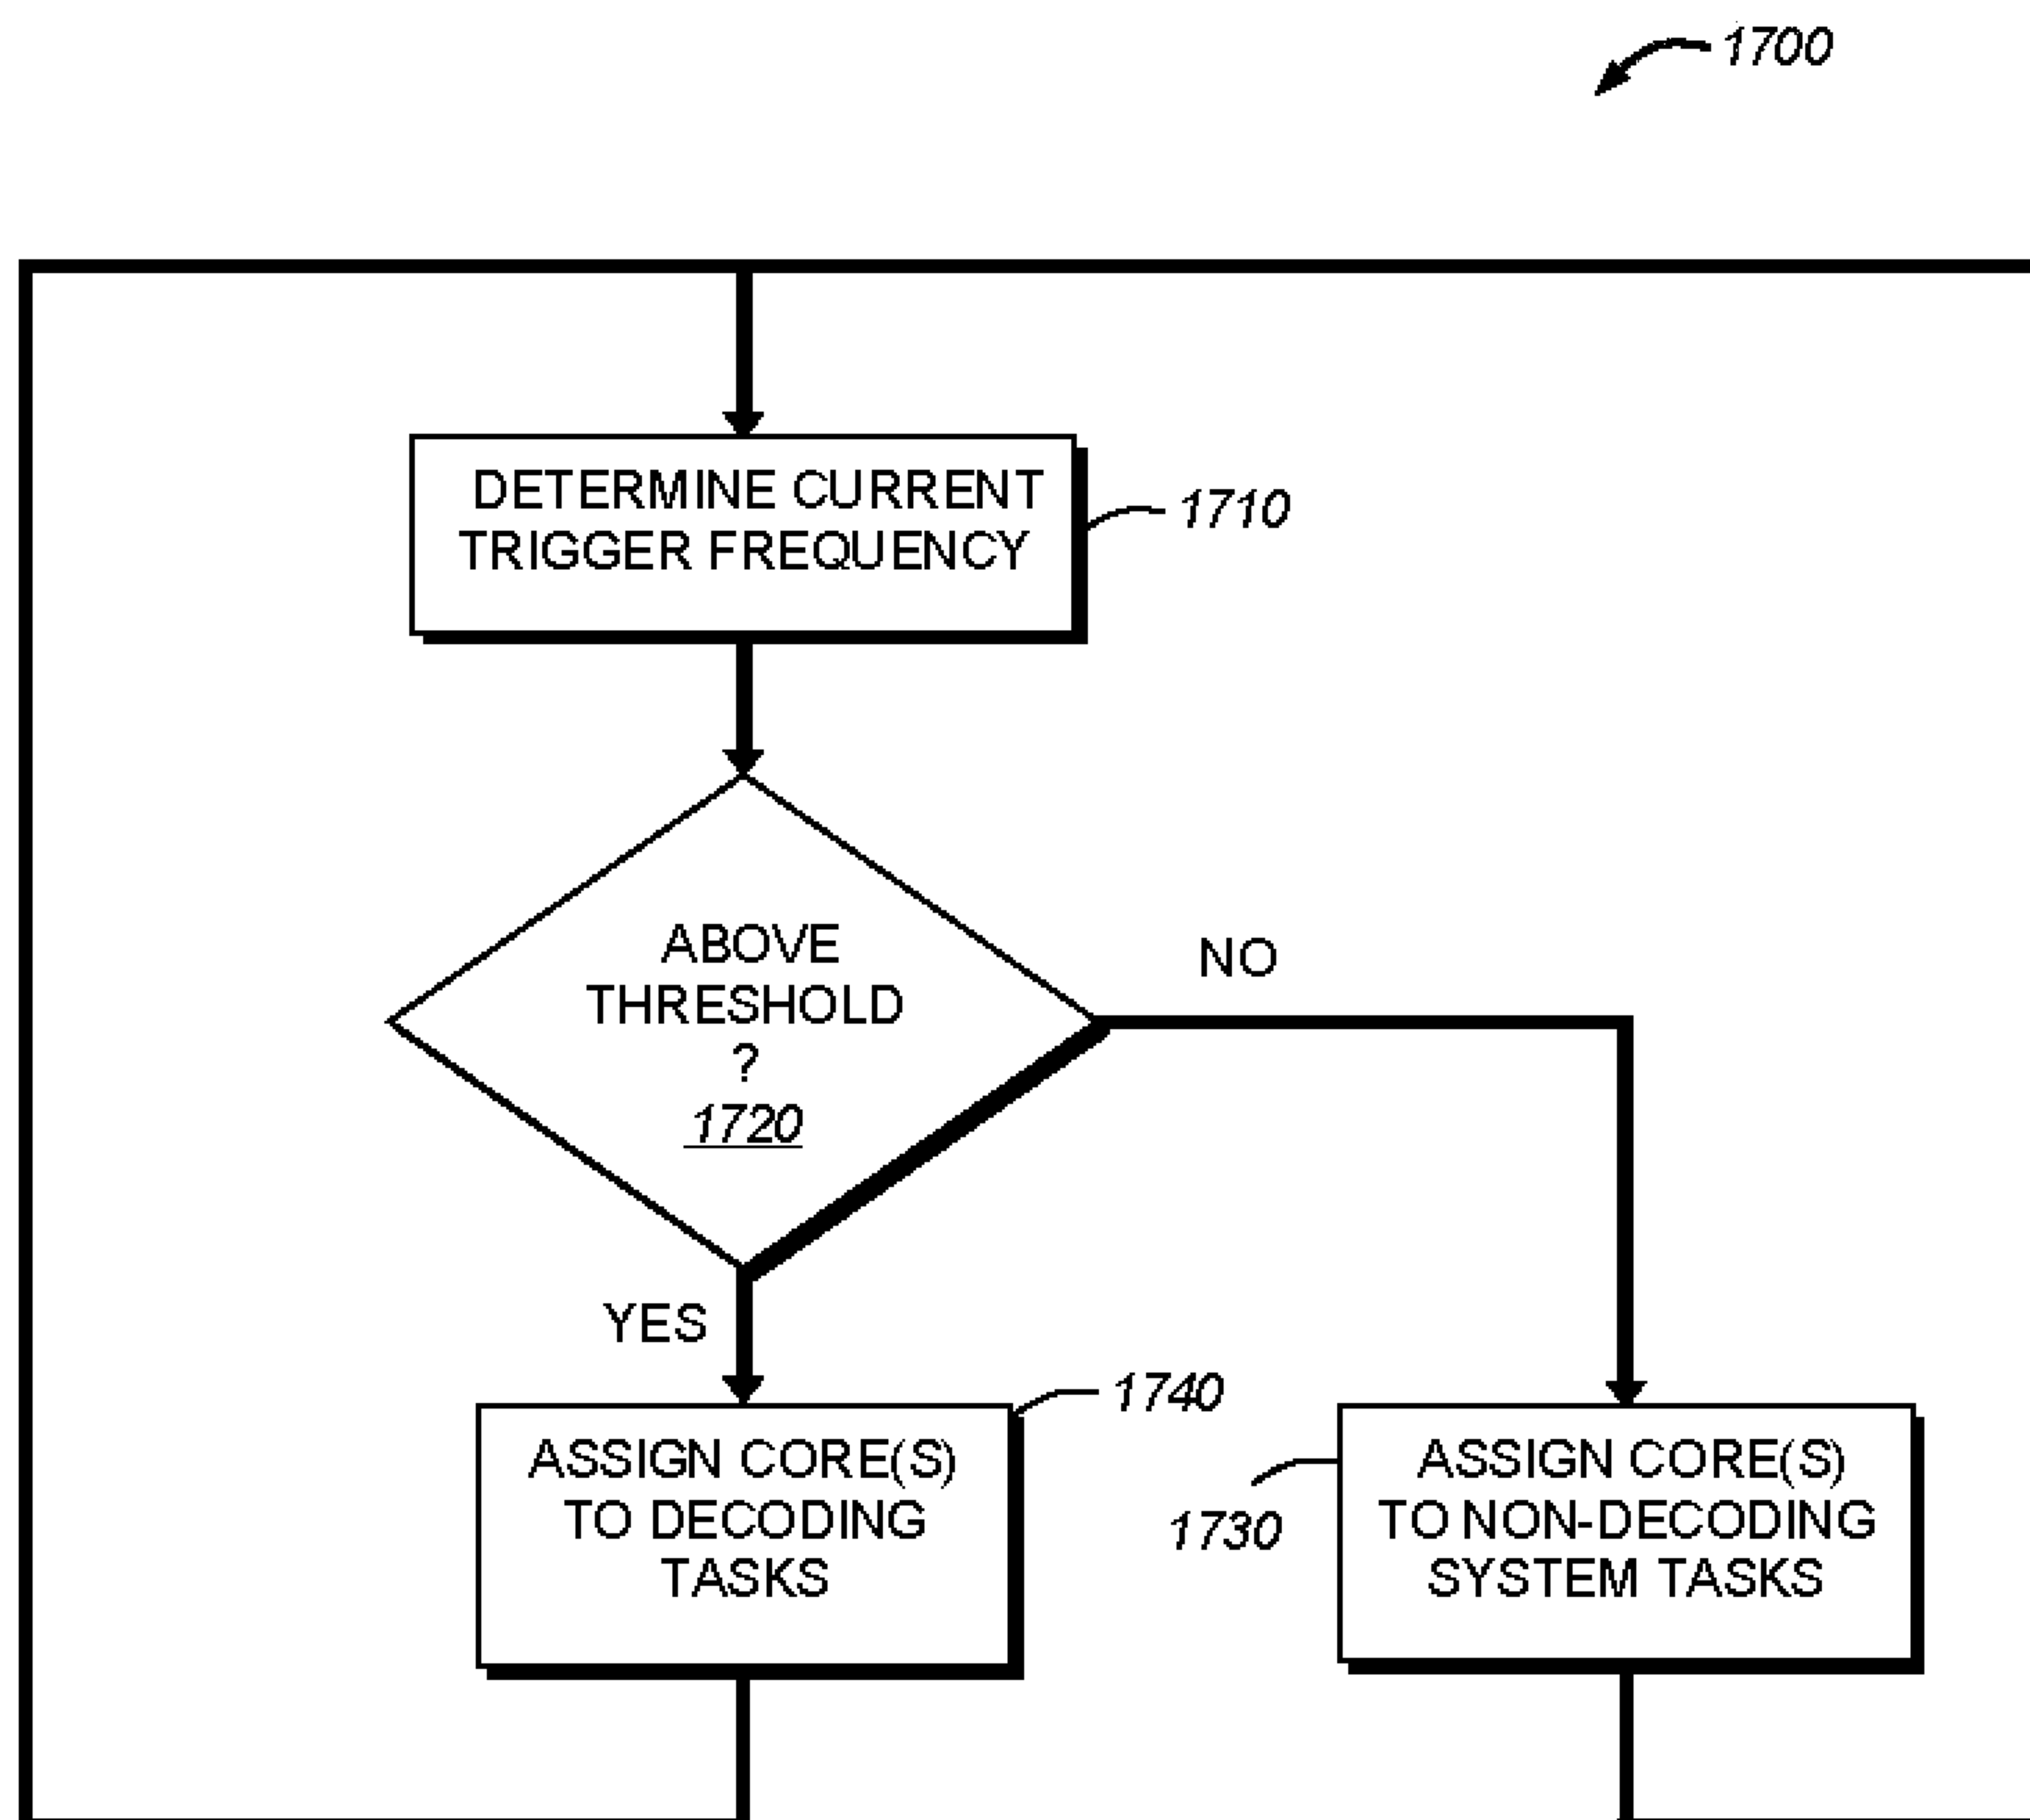 1700
DETERMINE CURRENT
TRIGGER FREQUENCY
1710
ABOVE
THRESHOLD
?
1720
NO
YES
1740
ASSIGN CORE(S)
TO DECODING
TASKS
1730
ASSIGN CORE(S)
TO NON-DECODING
SYSTEM TASKS